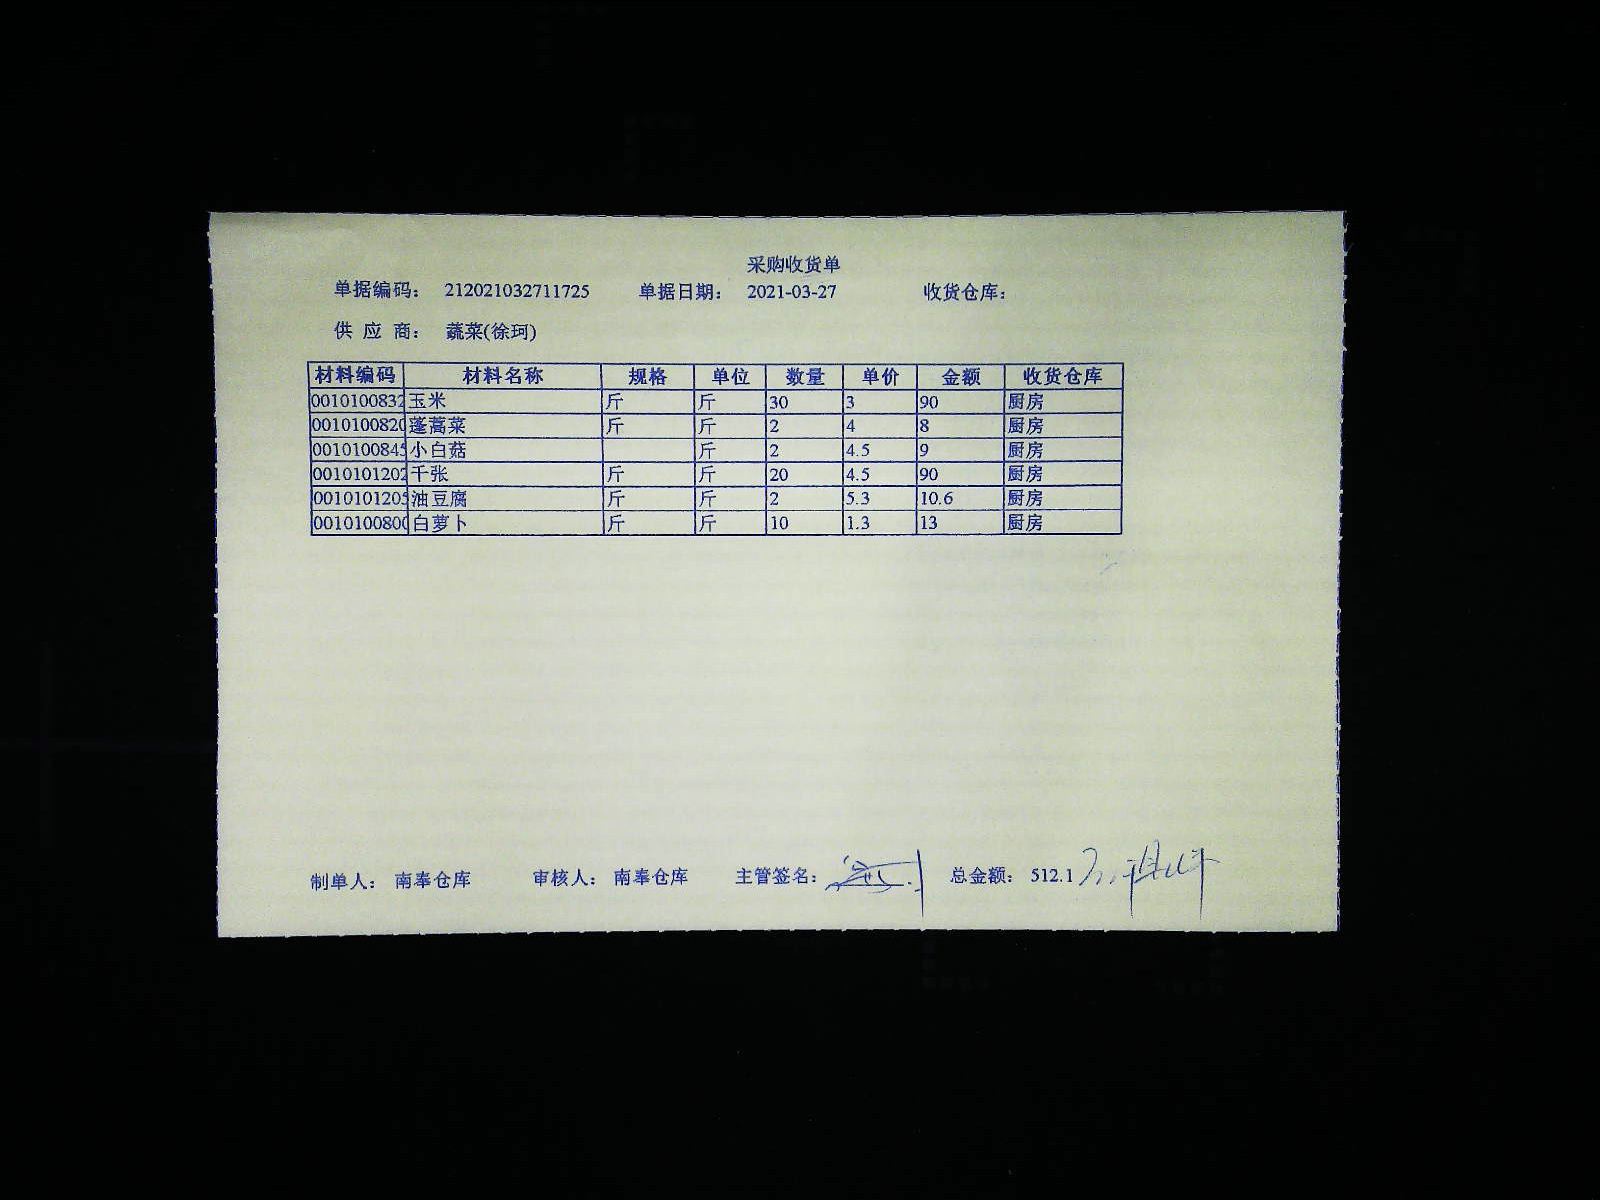 采购收货单
单据编码： 212021032711725 单据日期： 2021-03-27 收货仓库：
供 应 商： 蔬菜(徐珂)
材料编码 材料名称 规格 单位 数量 单价 金额 收货仓库
0010100832 玉米 斤 斤 30 3 90 厨房
0010100820 蓬蒿菜 斤 斤 2 4 8 厨房
0010100845 小白菇 斤 2 4.5 9 厨房
0010101202 千张 斤 斤 20 4.5 90 厨房
0010101205 油豆腐 斤 斤 2 5.3 10.6 厨房
0010100800 白萝卜 斤 斤 10 1.3 13 厨房
制单人： 南奉仓库 审核人： 南奉仓库 主管签名： 总金额： 512.1